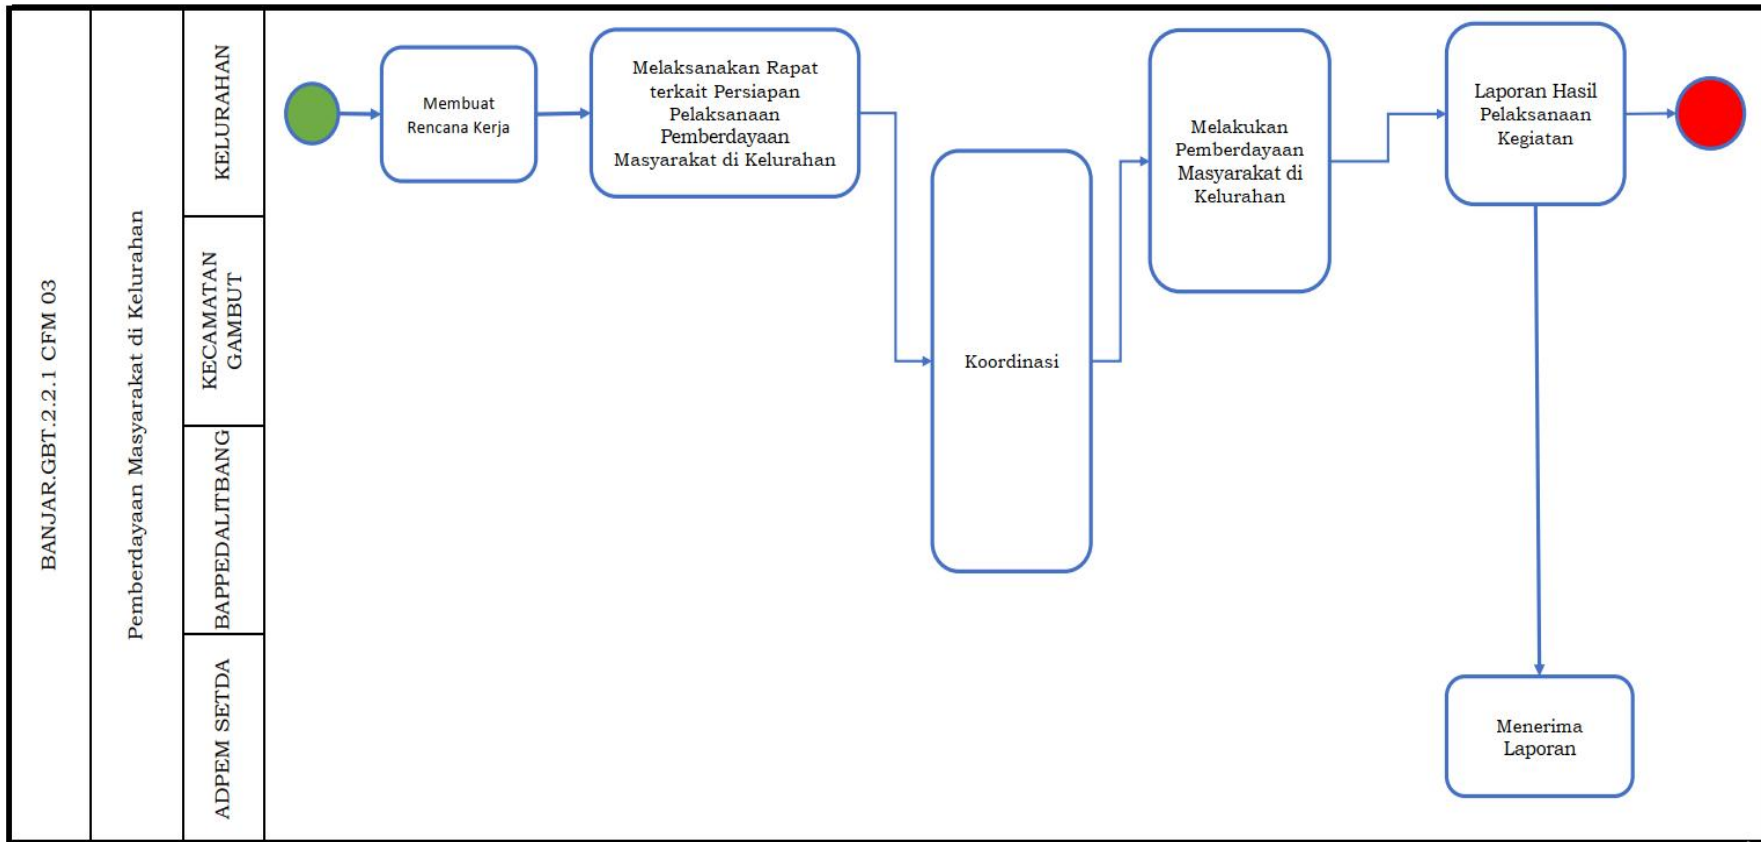 BANJAR.GBT.2.2.1 CFM 03
Pemberdayaan Masyarakat di Kelurahan
KELURAHAN
KECAMATAN
GAMBUT
BAPPEDALITBANG
ADPEM SETDA
Membuat
Rencana Kerja
Melaksanakan Rapat
terkait Persiapan
Pelaksanaan
Pemberdayaan
Masyarakat di Kelurahan
Koordinasi
Melakukan
Pemberdayaan
Masyarakat di
Kelurahan
Laporan Hasil
Pelaksanaan
Kegiatan
Menerima
Laporan